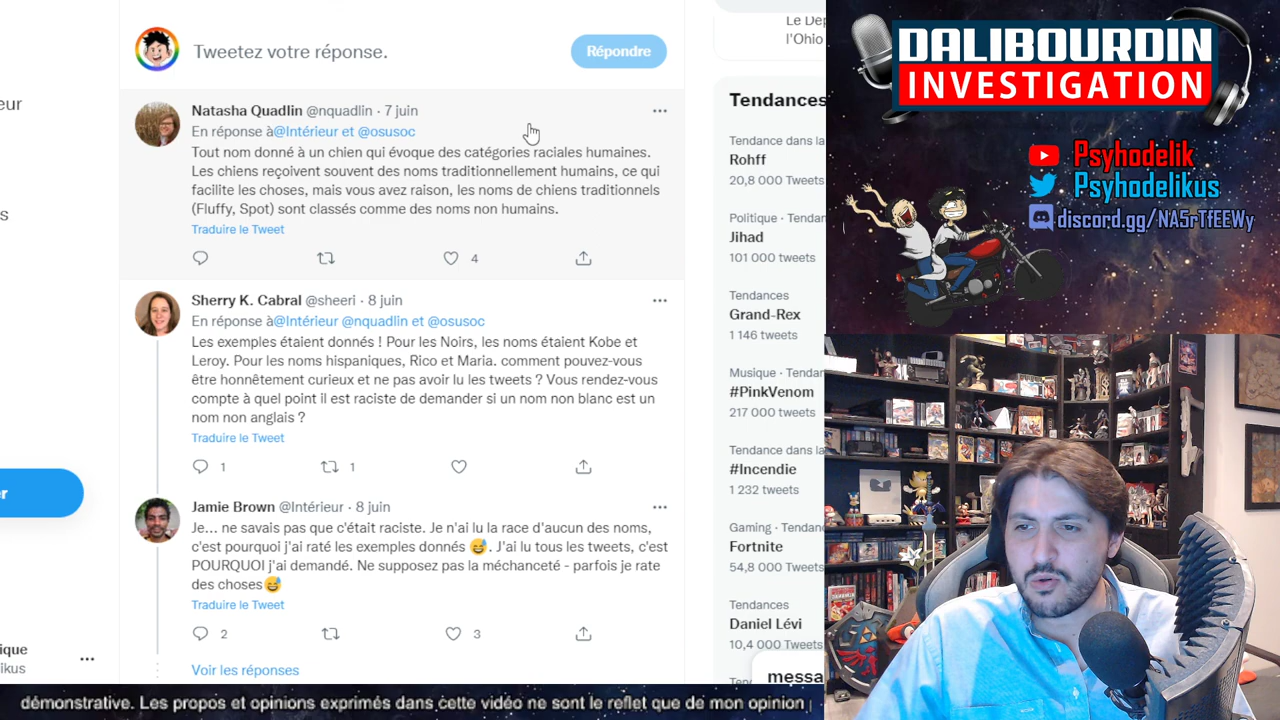 Tweetez votre réponse.
Répondre
Natasha Quadlin @nquadlin · 7 juin
En réponse à@Intérieur et @osusoc
Tout nom donné à un chien qui évoque des catégories raciales humaines.
Les chiens reçoivent souvent des noms traditionnellement humains, ce qui
facilite les choses, mais vous avez raison, les noms de chiens traditionnels
(Fluffy, Spot) sont classés comme des noms non humains.
Traduire le Tweet
4
Sherry K. Cabral @sheeri · 8 juin
En réponse à@Intérieur @nquadlin et @osusoc
Les exemples étaient donnés ! Pour les Noirs, les noms étaient Kobe et
Leroy. Pour les noms hispaniques, Rico et Maria. comment pouvez-vous
être honnêtement curieux et ne pas avoir lu les tweets ? Vous rendez-vous
compte à quel point il est raciste de demander si un nom non blanc est un
nom non anglais ?
Traduire le Tweet
1 1
Jamie Brown @Intérieur · 8 juin
Je... ne savais pas que c'était raciste. Je n'ai lu la race d'aucun des noms,
c'est pourquoi j'ai raté les exemples donnés 😅. J'ai lu tous les tweets, c'est
POURQUOI j'ai demandé. Ne supposez pas la méchanceté - parfois je rate
des choses😅
Traduire le Tweet
2 3
Voir les réponses
eur
s
er
ique
ikus
Le Dép
l'Ohio
Tendances
Tendance dans la
Rohff
20,8 000 Tweets
Politique · Tendan
Jihad
101 000 tweets
Tendances
Grand-Rex
1 146 tweets
Musique · Tendan
#PinkVenom
217 000 tweets
Tendance dans la
#Incendie
1 232 tweets
Gaming · Tendanc
Fortnite
54,8 000 Tweets
Tendances
Daniel Lévi
10,4 000 Tweets
Ten
messa
DALIBOURDIN
INVESTIGATION
Psyhodelik
Psyhodelikus
discord.gg/NA5rTfEEWy
démonstrative. Les propos et opinions exprimés dans cette vidéo ne sont le reflet que de mon opinion